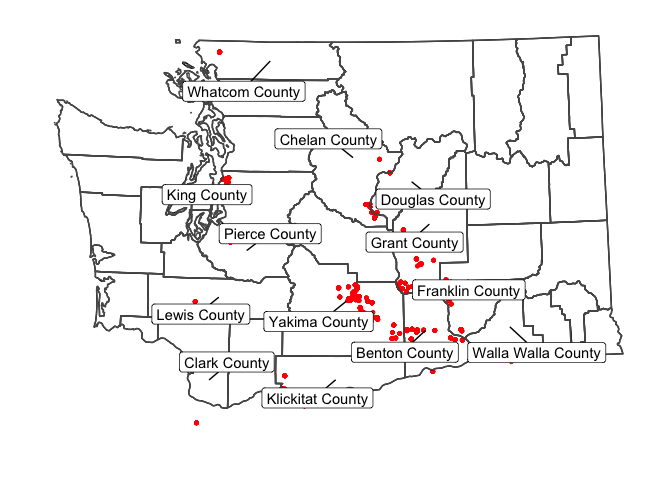 Whatcom County
Chelan County
King County
Douglas County
Pierce County
Grant County
Franklin County
Lewis County
Yakima County
Benton County
Walla Walla County
Clark County
Klickitat County